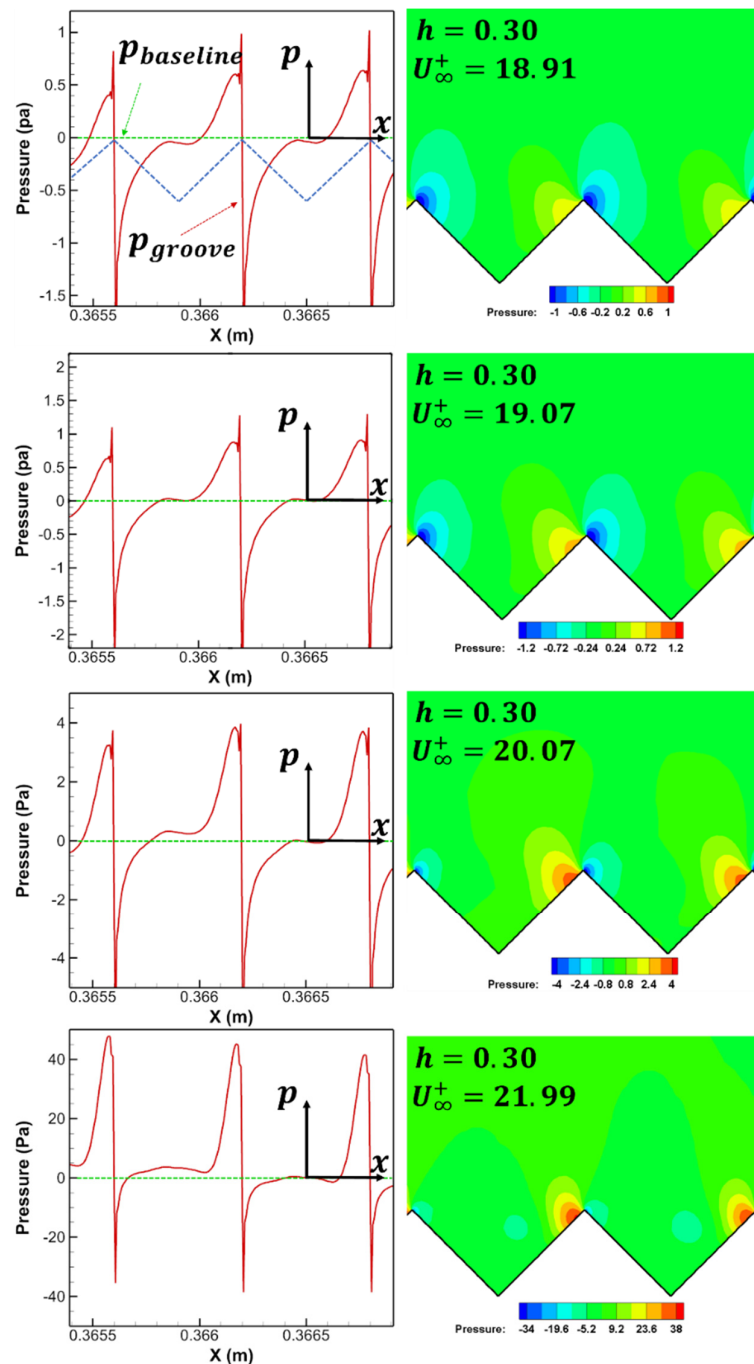 1
0.5
0
-0.5
-1
-1.5
Pressure (pa)
p_baseline
p
x
p_groove
0.3655
0.366
0.3665
X (m)
h = 0.30
U_∞^+ = 18.91
Pressure: -1 -0.6 -0.2 0.2 0.6 1
2
1.5
1
0.5
0
-0.5
-1
-1.5
-2
Pressure (pa)
p
x
0.3655
0.366
0.3665
X (m)
h = 0.30
U_∞^+ = 19.07
Pressure: -1.2 -0.72 -0.24 0.24 0.72 1.2
4
2
0
-2
-4
Pressure (Pa)
p
x
0.3655
0.366
0.3665
X (m)
h = 0.30
U_∞^+ = 20.07
Pressure: -4 -2.4 -0.8 0.8 2.4 4
40
20
0
-20
-40
Pressure (Pa)
p
x
0.3655
0.366
0.3665
X (m)
h = 0.30
U_∞^+ = 21.99
Pressure: -34 -19.6 -5.2 9.2 23.6 38